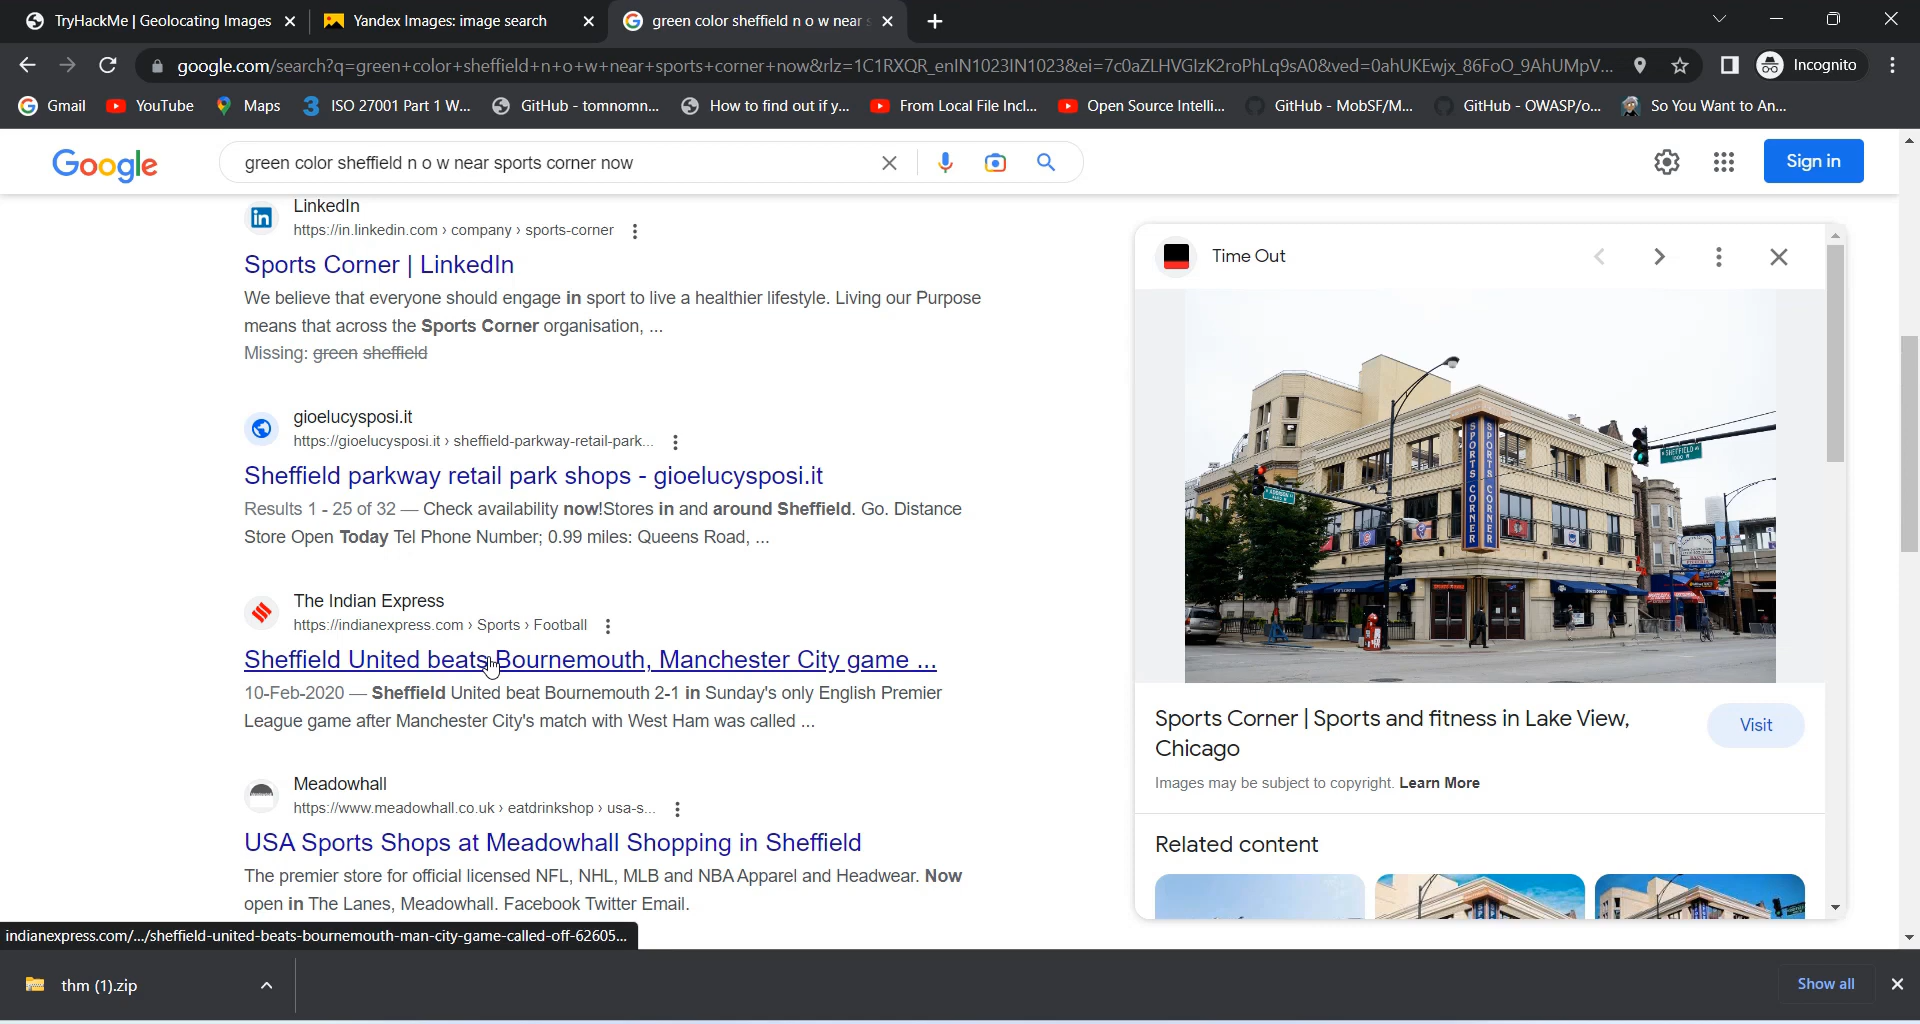 TryHackMe | Geolocating Images
Yandex Images: image search
green color sheffield n o w near s
google.com/search?q=green+color+sheffield+n+o+w+near+sports+corner+now&rlz=1C1RXQR_enIN1023IN1023&ei=7c0aZLHVGIzK2roPhLq9sA0&ved=0ahUKEwjx_86FoO_9AhUMpV...
Incognito
Gmail
YouTube
Maps
ISO 27001 Part 1 W...
GitHub - tomnomn...
How to find out if y...
From Local File Incl...
Open Source Intelli...
GitHub - MobSF/M...
GitHub - OWASP/o...
So You Want to An...
Google
green color sheffield n o w near sports corner now
Sign in
LinkedIn
https://in.linkedin.com › company › sports-corner
Sports Corner | LinkedIn
We believe that everyone should engage in sport to live a healthier lifestyle. Living our Purpose
means that across the Sports Corner organisation, ...
Missing: green sheffield
gioelucysposi.it
https://gioelucysposi.it › sheffield-parkway-retail-park...
Sheffield parkway retail park shops - gioelucysposi.it
Results 1 - 25 of 32 — Check availability now!Stores in and around Sheffield. Go. Distance
Store Open Today Tel Phone Number; 0.99 miles: Queens Road, ...
The Indian Express
https://indianexpress.com › Sports › Football
Sheffield United beats Bournemouth, Manchester City game ...
10-Feb-2020 — Sheffield United beat Bournemouth 2-1 in Sunday's only English Premier
League game after Manchester City's match with West Ham was called ...
Meadowhall
https://www.meadowhall.co.uk › eatdrinkshop › usa-s...
USA Sports Shops at Meadowhall Shopping in Sheffield
The premier store for official licensed NFL, NHL, MLB and NBA Apparel and Headwear. Now
open in The Lanes, Meadowhall. Facebook Twitter Email.
Time Out
SPORTS CORNER
SPORTS CORNER
N SHEFFIELD AV
W ADDISON ST
Sports Corner | Sports and fitness in Lake View,
Chicago
Visit
Images may be subject to copyright. Learn More
Related content
indianexpress.com/.../sheffield-united-beats-bournemouth-man-city-game-called-off-62605...
thm (1).zip
Show all